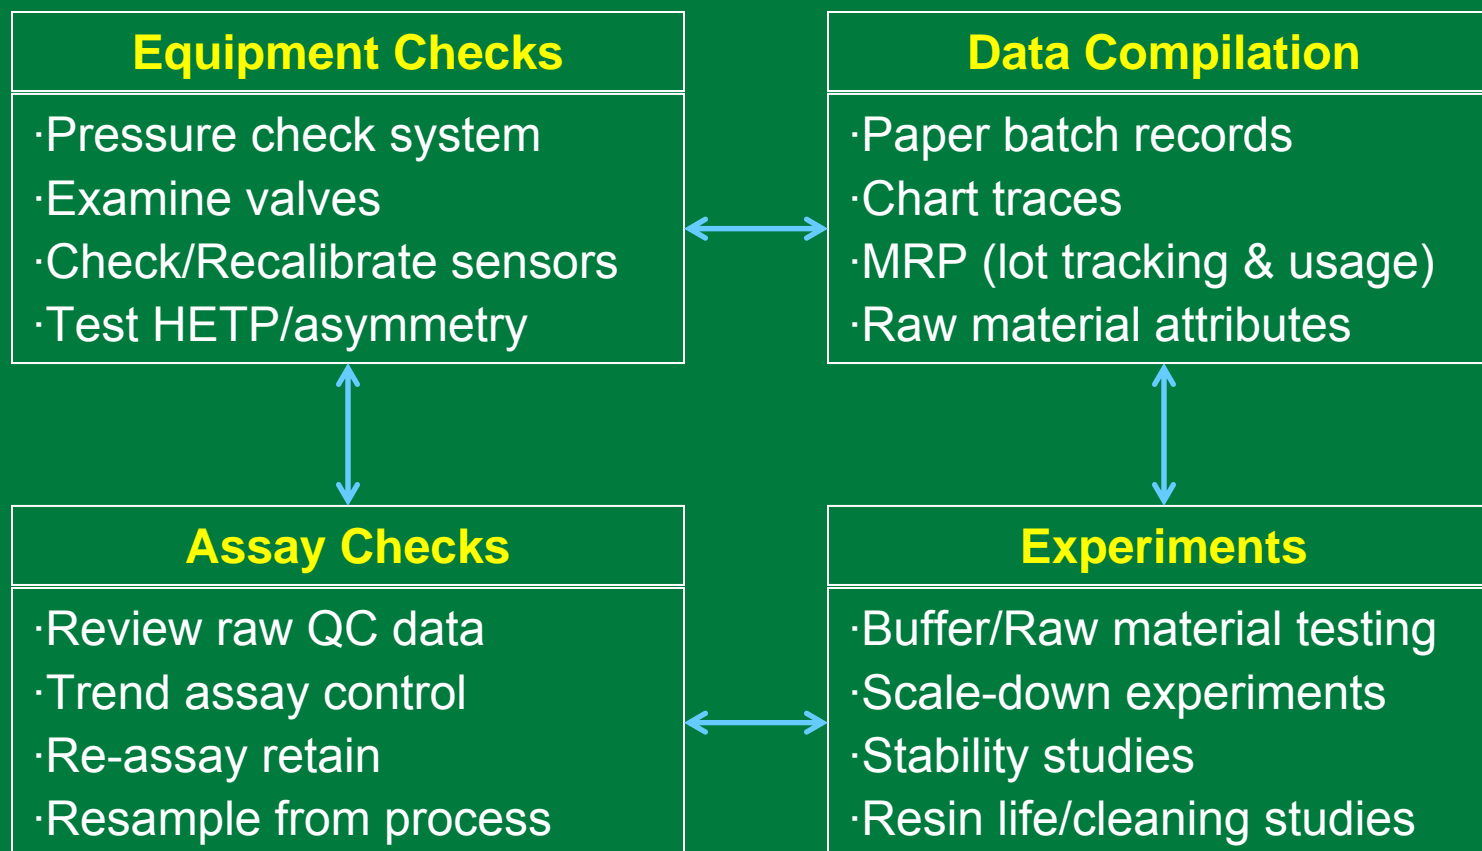 Equipment Checks
·Pressure check system
·Examine valves
·Check/Recalibrate sensors
·Test HETP/asymmetry
Data Compilation
·Paper batch records
·Chart traces
·MRP (lot tracking & usage)
·Raw material attributes
Assay Checks
·Review raw QC data
·Trend assay control
·Re-assay retain
·Resample from process
Experiments
·Buffer/Raw material testing
·Scale-down experiments
·Stability studies
·Resin life/cleaning studies